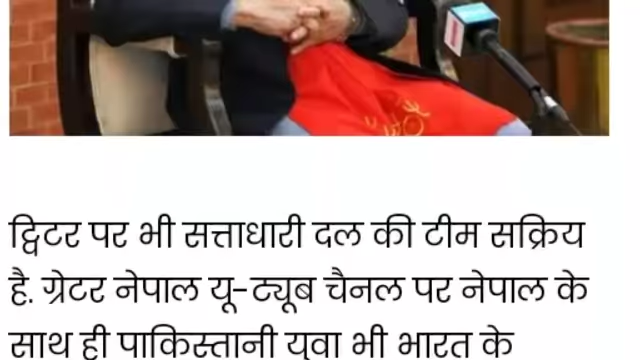 ट्विटर पर भी सत्ताधारी दल की टीम सक्रिय
है. ग्रेटर नेपाल यू-ट्यूब चैनल पर नेपाल के
साथ ही पाकिस्तानी युवा भी भारत के